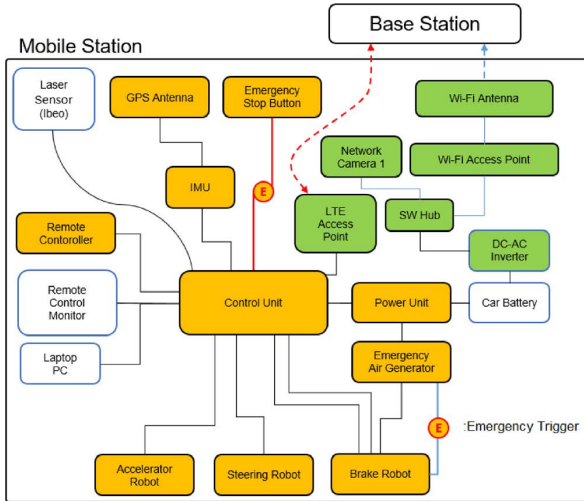 Base Station
Mobile Station
Laser
Sensor
(Ibeo)
GPS Antenna
Emergency
Stop Button
Wi-Fi Antenna
Network
Camera 1
Wi-Fi Access Point
IMU
E
LTE
Access
Point
SW Hub
Remote
Contoroller
DC-AC
Inverter
Remote
Control
Monitor
Control Unit
Power Unit
Car Battery
Laptop
PC
Emergency
Air Generator
E
:Emergency Trigger
Accelerator
Robot
Steering Robot
Brake Robot